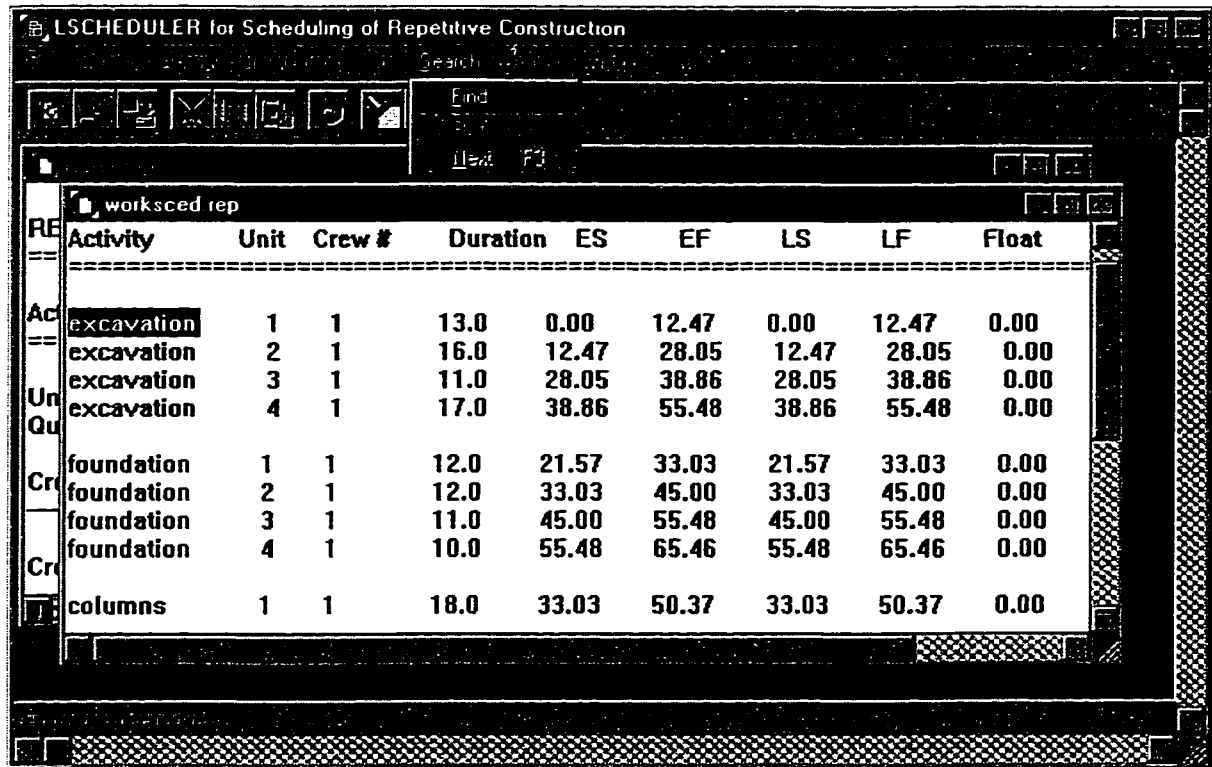 LSCHEDULER for Scheduling of Repetitive Construction
Search
Find
Next F3
worksced rep
RE
Activity Unit Crew # Duration ES EF LS LF Float
Act
excavation 1 1 13.0 0.00 12.47 0.00 12.47 0.00
excavation 2 1 16.0 12.47 28.05 12.47 28.05 0.00
excavation 3 1 11.0 28.05 38.86 28.05 38.86 0.00
Un
excavation 4 1 17.0 38.86 55.48 38.86 55.48 0.00
Qu
foundation 1 1 12.0 21.57 33.03 21.57 33.03 0.00
Cre
foundation 2 1 12.0 33.03 45.00 33.03 45.00 0.00
foundation 3 1 11.0 45.00 55.48 45.00 55.48 0.00
foundation 4 1 10.0 55.48 65.46 55.48 65.46 0.00
Cre
columns 1 1 18.0 33.03 50.37 33.03 50.37 0.00